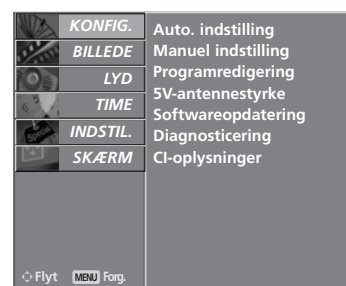 KONFIG.
BILLEDE
LYD
TIME
INDSTIL.
SKÆRM
Auto. indstilling
Manuel indstilling
Programredigering
5V-antennestyrke
Softwareopdatering
Diagnosticering
CI-oplysninger
Flyt MENU Forg.